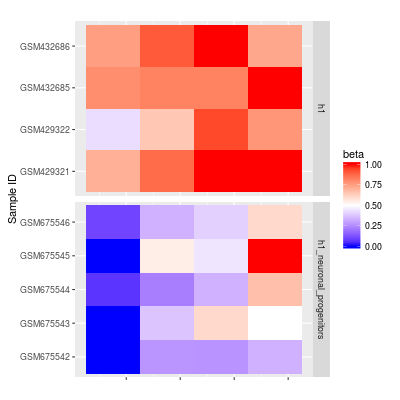 Sample ID
GSM432686
GSM432685
GSM429322
GSM429321
h1
GSM675546
GSM675545
GSM675544
GSM675543
GSM675542
h1_neuronal_progenitors
beta
1.00
0.75
0.50
0.25
0.00